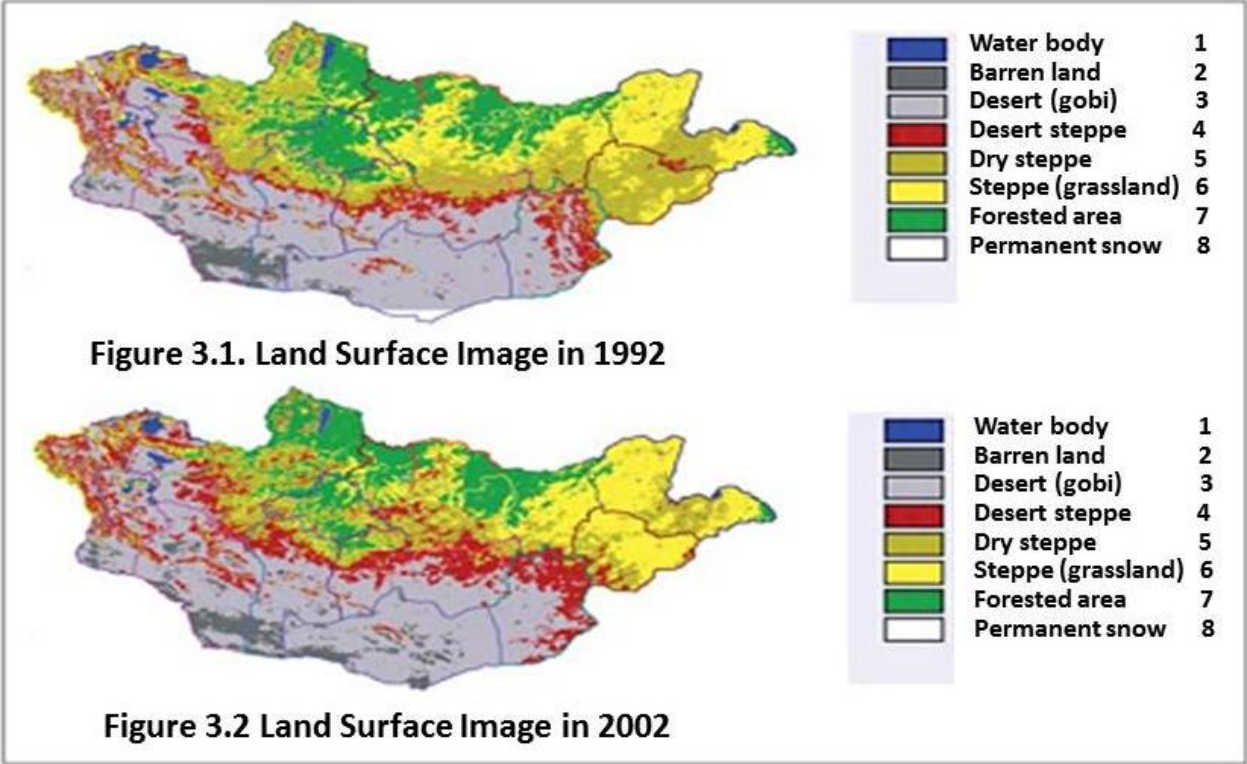 Water body 1
Barren land 2
Desert (gobi) 3
Desert steppe 4
Dry steppe 5
Steppe (grassland) 6
Forested area 7
Permanent snow 8
Figure 3.1. Land Surface Image in 1992
Water body 1
Barren land 2
Desert (gobi) 3
Desert steppe 4
Dry steppe 5
Steppe (grassland) 6
Forested area 7
Permanent snow 8
Figure 3.2 Land Surface Image in 2002